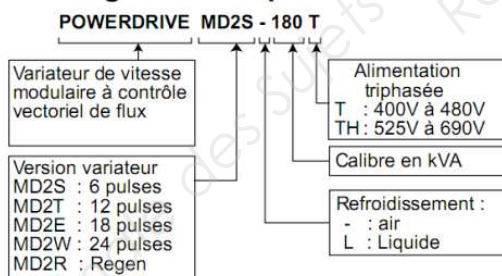 POWERDRIVE MD2S - 180 T
Variateur de vitesse
modulaire à contrôle
vectoriel de flux
Version variateur
MD2S : 6 pulses
MD2T : 12 pulses
MD2E : 18 pulses
MD2W : 24 pulses
MD2R : Regen
Alimentation
triphasée
T : 400V à 480V
TH : 525V à 690V
Calibre en kVA
Refroidissement :
- : air
L : Liquide
des Sujets